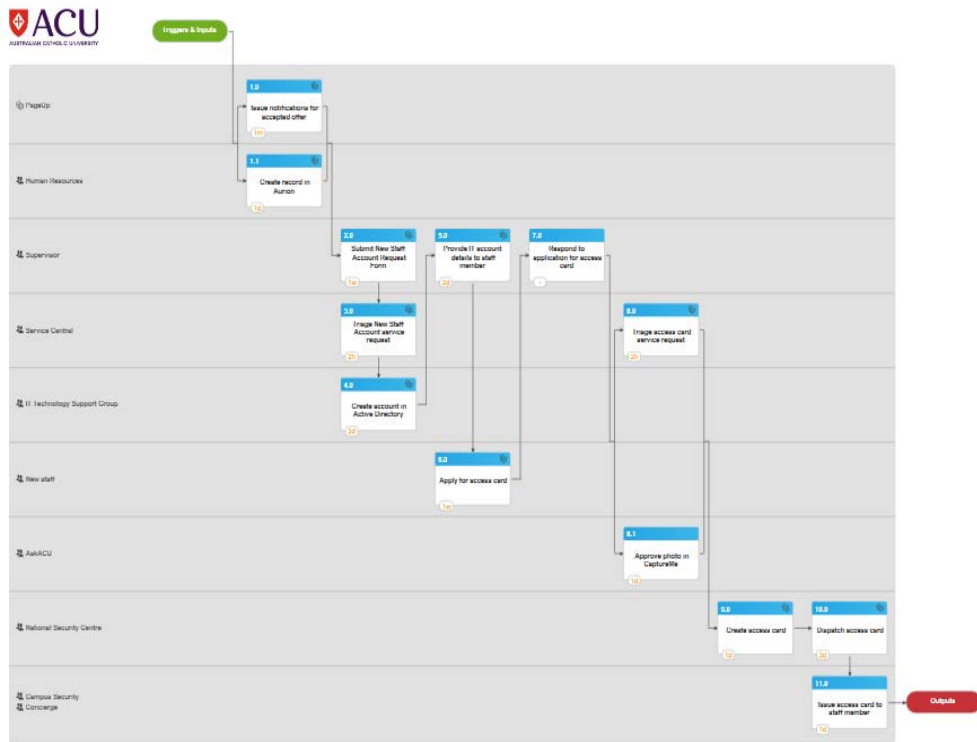 ACU
AUSTRALIAN CATHOLIC UNIVERSITY
Triggers & Inputs
PageUp
1.0
Issue notifications for
accepted offer
1m
Human Resources
1.1
Create record in
Aurion
1d
Supervisor
2.0
Submit New Staff
Account Request
Form
1w
5.0
Provide IT account
details to staff
member
2d
7.0
Respond to
application for access
card
-
Service Central
3.0
Triage New Staff
Account service
request
2h
8.0
Triage access card
service request
2h
IT Technology Support Group
4.0
Create account in
Active Directory
2d
New staff
6.0
Apply for access card
1w
AskACU
8.1
Approve photo in
CaptureMe
1d
National Security Centre
9.0
Create access card
1d
10.0
Dispatch access card
3d
Campus Security
Concierge
11.0
Issue access card to
staff member
1d
Outputs